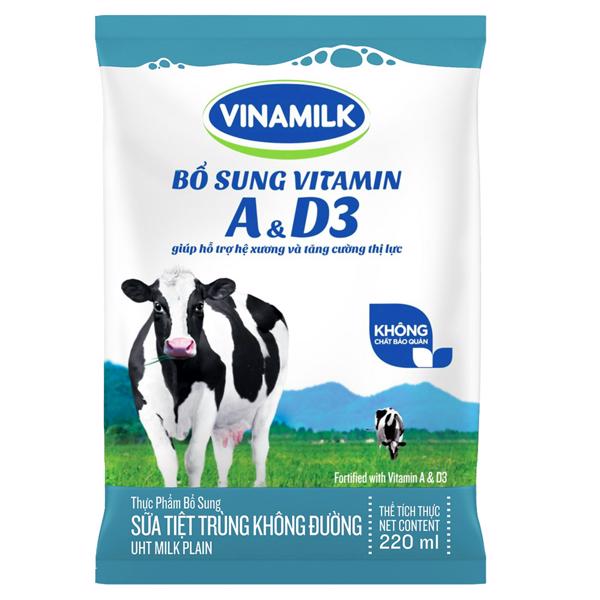 VINAMILK
BỔ SUNG VITAMIN
A & D3
giúp hỗ trợ hệ xương và tăng cường thị lực
KHÔNG
CHẤT BẢO QUẢN
Fortified with Vitamin A & D3
Thực Phẩm Bổ Sung
SỮA TIỆT TRÙNG KHÔNG ĐƯỜNG
UHT MILK PLAIN
THỂ TÍCH THỰC
NET CONTENT
220 ml